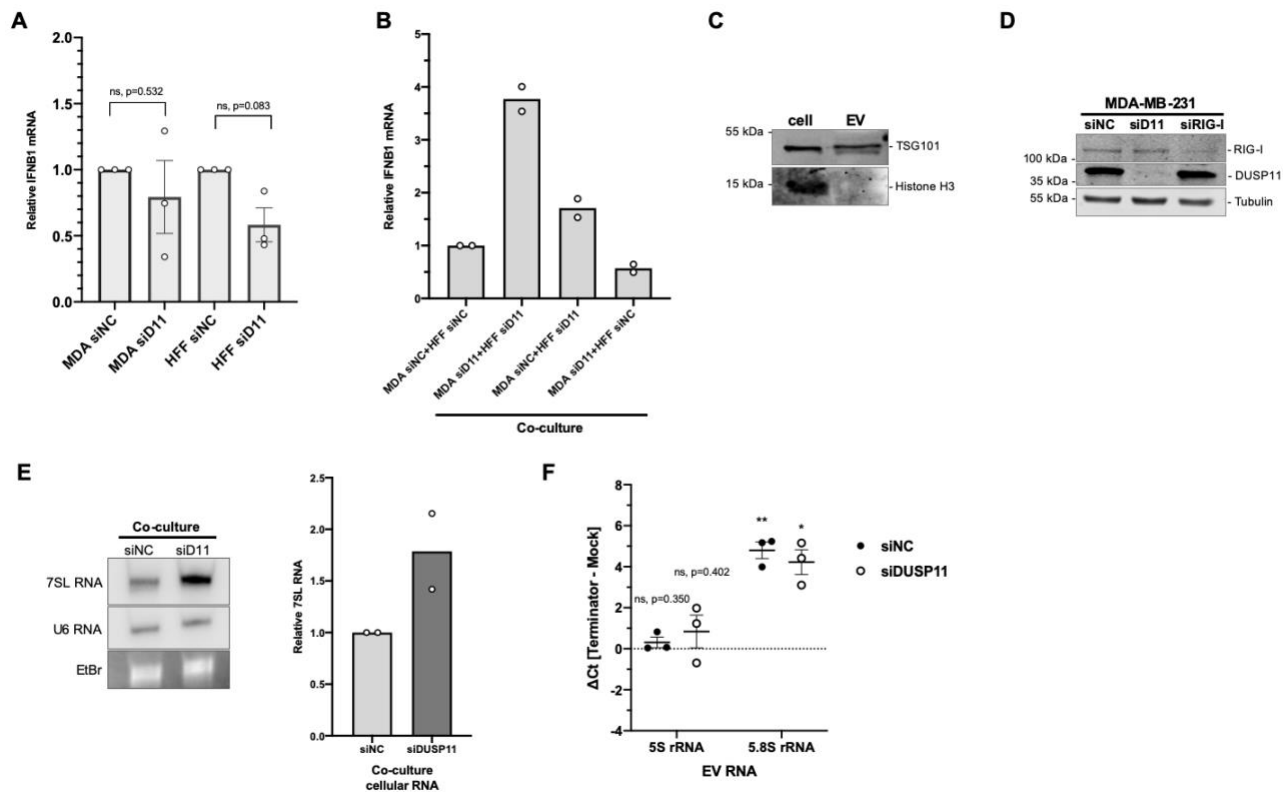 A
Relative IFNB1 mRNA
2.0
1.5
1.0
0.5
0.0
ns, p=0.532
ns, p=0.083
MDA siNC
MDA siD11
HFF siNC
HFF siD11
B
Relative IFNB1 mRNA
5
4
3
2
1
0
MDA siNC+HFF siNC
MDA siD11+HFF siD11
MDA siNC+HFF siD11
MDA siD11+HFF siNC
Co-culture
C
cell EV
55 kDa
TSG101
15 kDa
Histone H3
D
MDA-MB-231
siNC siD11 siRIG-I
RIG-I
100 kDa
DUSP11
35 kDa
55 kDa
Tubulin
E
Co-culture
siNC siD11
7SL RNA
U6 RNA
EtBr
Relative 7SL RNA
2.5
2.0
1.5
1.0
0.5
0.0
siNC siDUSP11
Co-culture
cellular RNA
F
ΔCt [Terminator - Mock]
8
6
4
2
0
-2
-4
ns, p=0.350
ns, p=0.402
**
*
siNC
siDUSP11
5S rRNA 5.8S rRNA
EV RNA